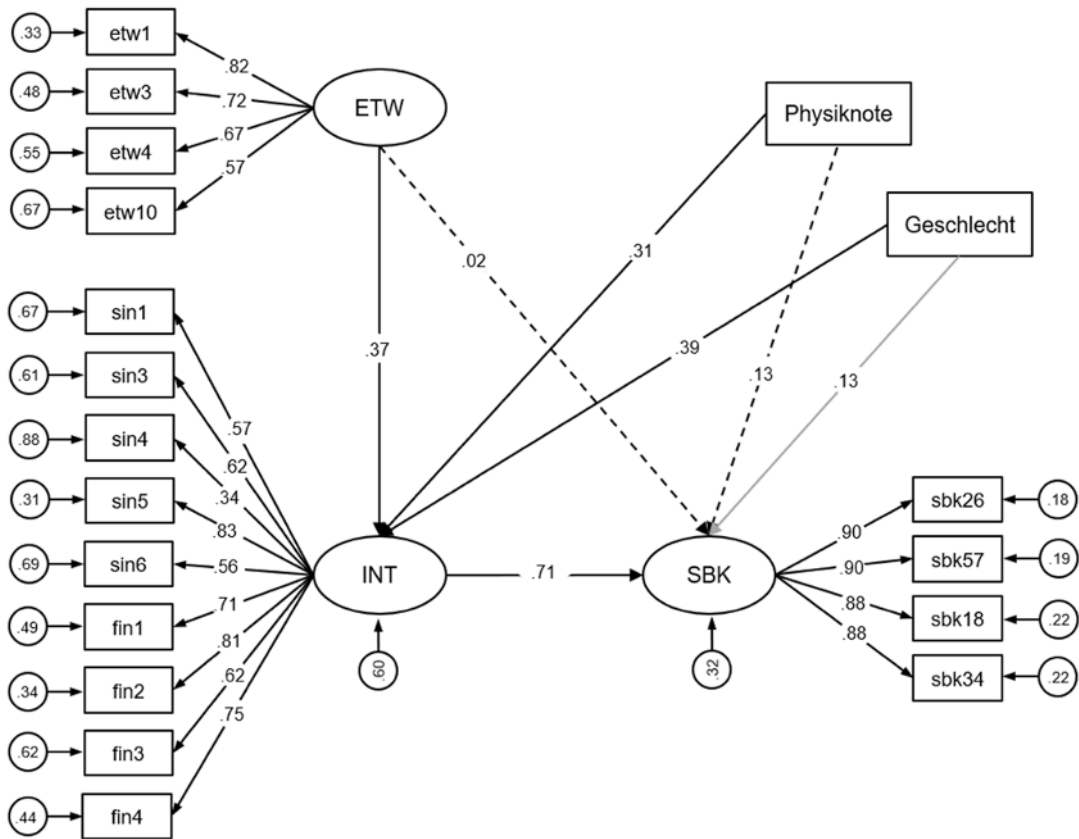 .33
etw1
.82
.48
etw3
.72
.55
etw4
.67
.67
etw10
.57
ETW
Physiknote
Geschlecht
.02
.31
.37
.39
.13
.13
.67
sin1
.57
.61
sin3
.62
.88
sin4
.34
.31
sin5
.83
.69
sin6
.56
.49
fin1
.71
.34
fin2
.81
.62
fin3
.62
.44
fin4
.75
INT
.60
.71
SBK
.32
.90
sbk26
.18
.90
sbk57
.19
.88
sbk18
.22
.88
sbk34
.22